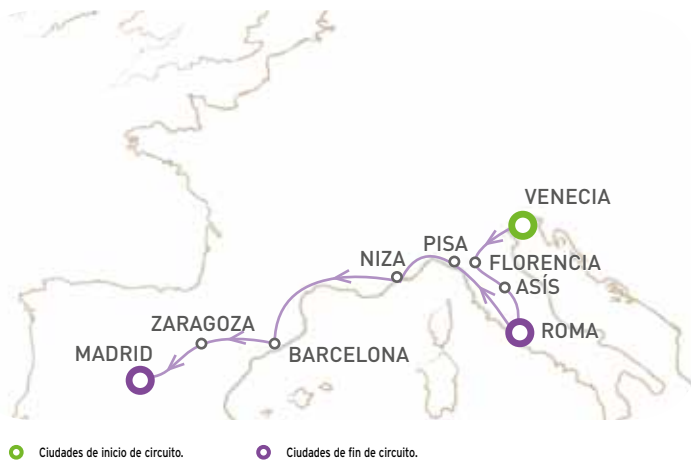 VENECIA
PISA
NIZA
FLORENCIA
ASÍS
ZARAGOZA
ROMA
MADRID
BARCELONA
Ciudades de inicio de circuito.
Ciudades de fin de circuito.